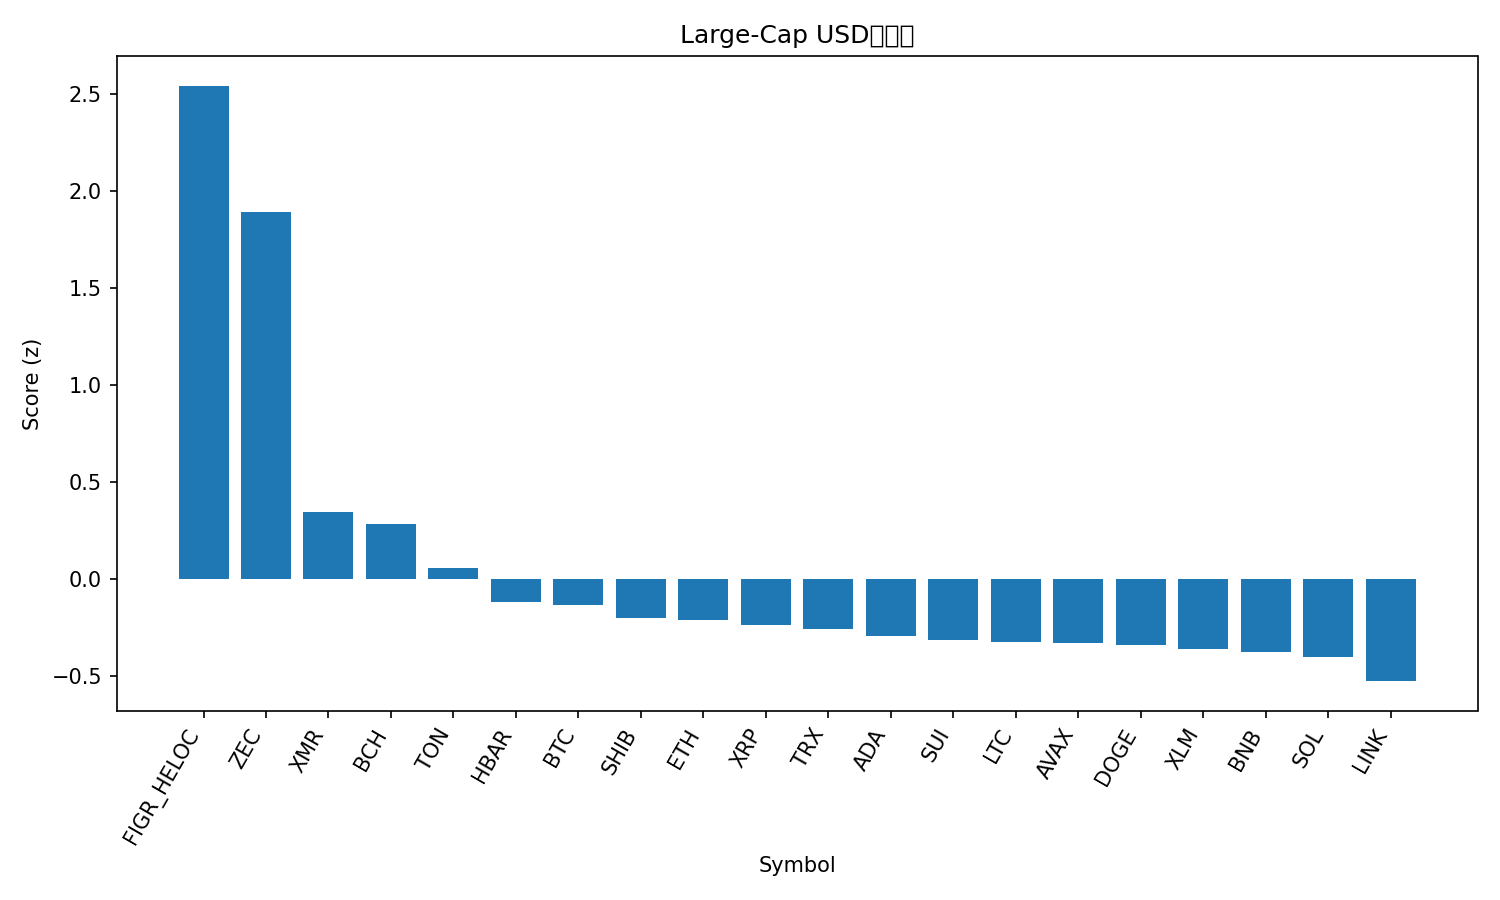 Large-Cap USD
Score (z)
2.5
2.0
1.5
1.0
0.5
0.0
−0.5
FIGR_HELOC
ZEC
XMR
BCH
TON
HBAR
BTC
SHIB
ETH
XRP
TRX
ADA
SUI
LTC
AVAX
DOGE
XLM
BNB
SOL
LINK
Symbol